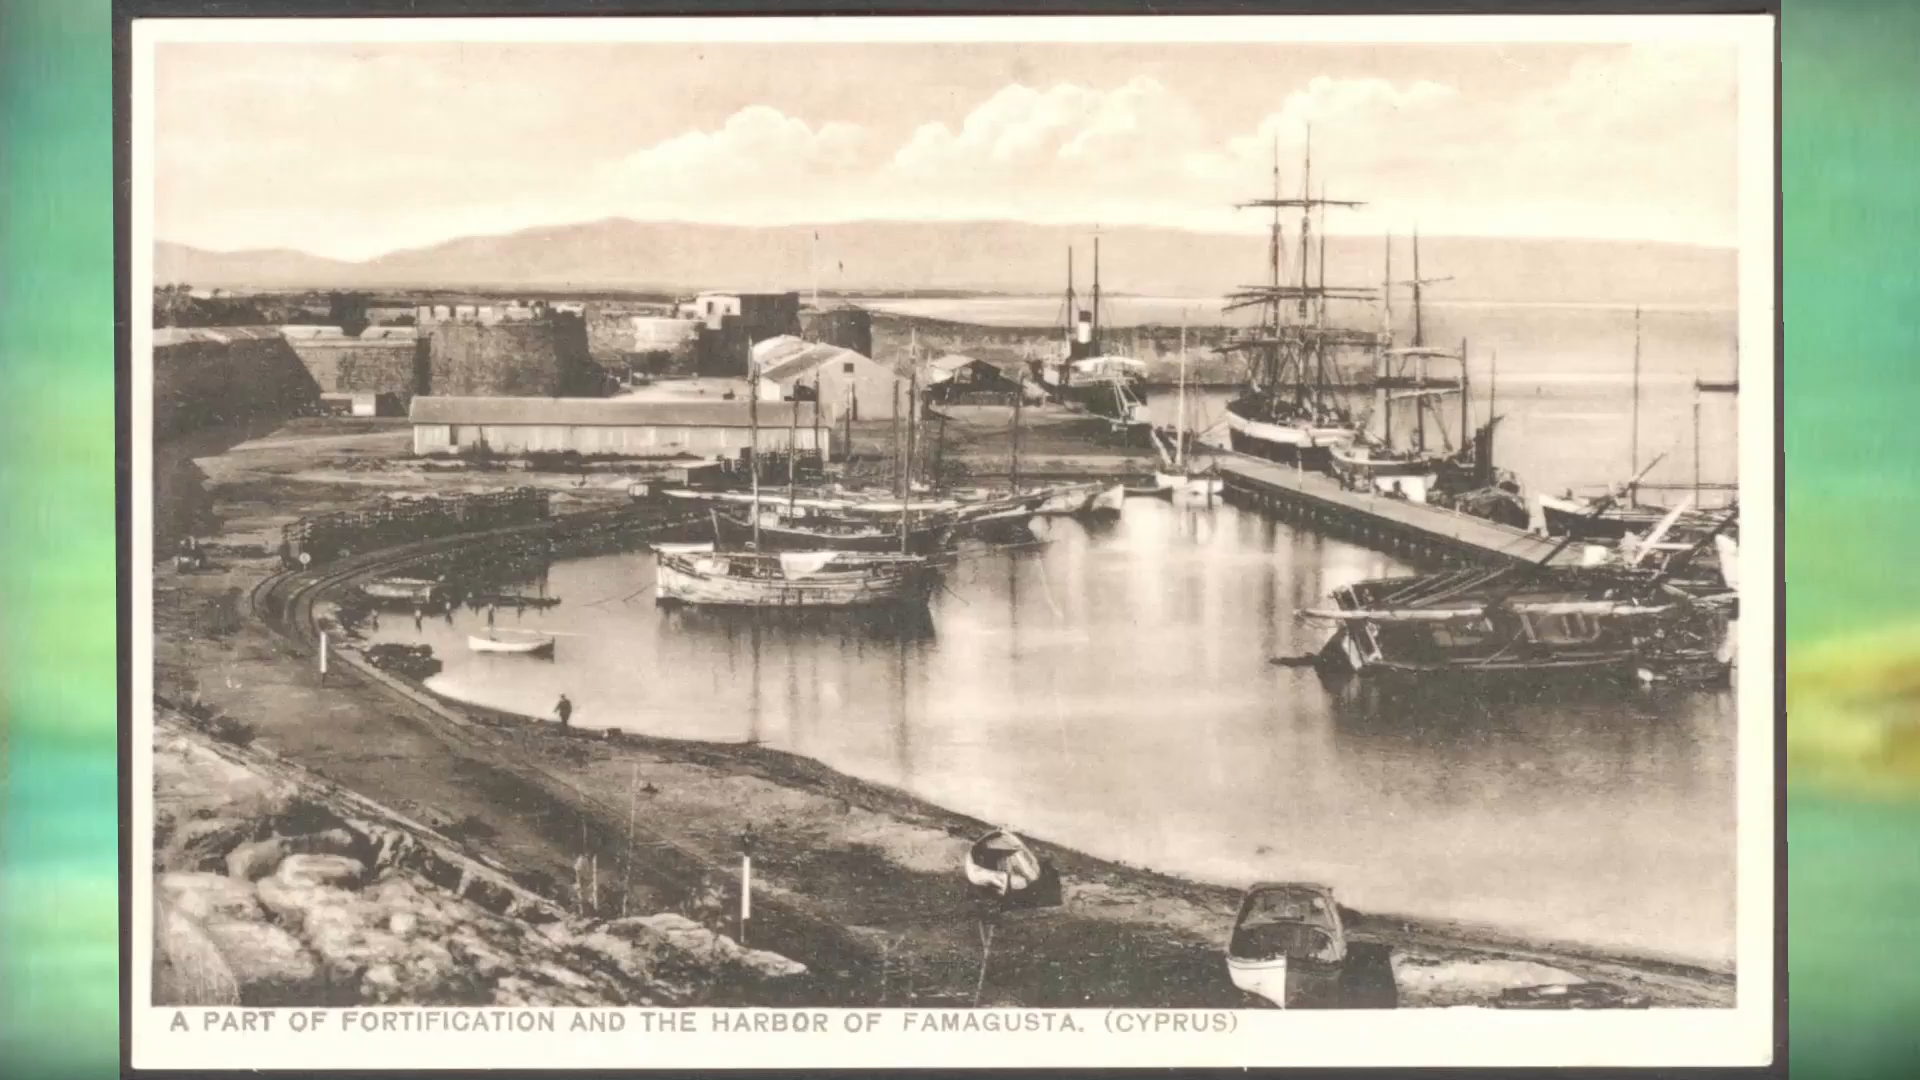 A PART OF FORTIFICATION AND THE HARBOR OF FAMAGUSTA. (CYPRUS)